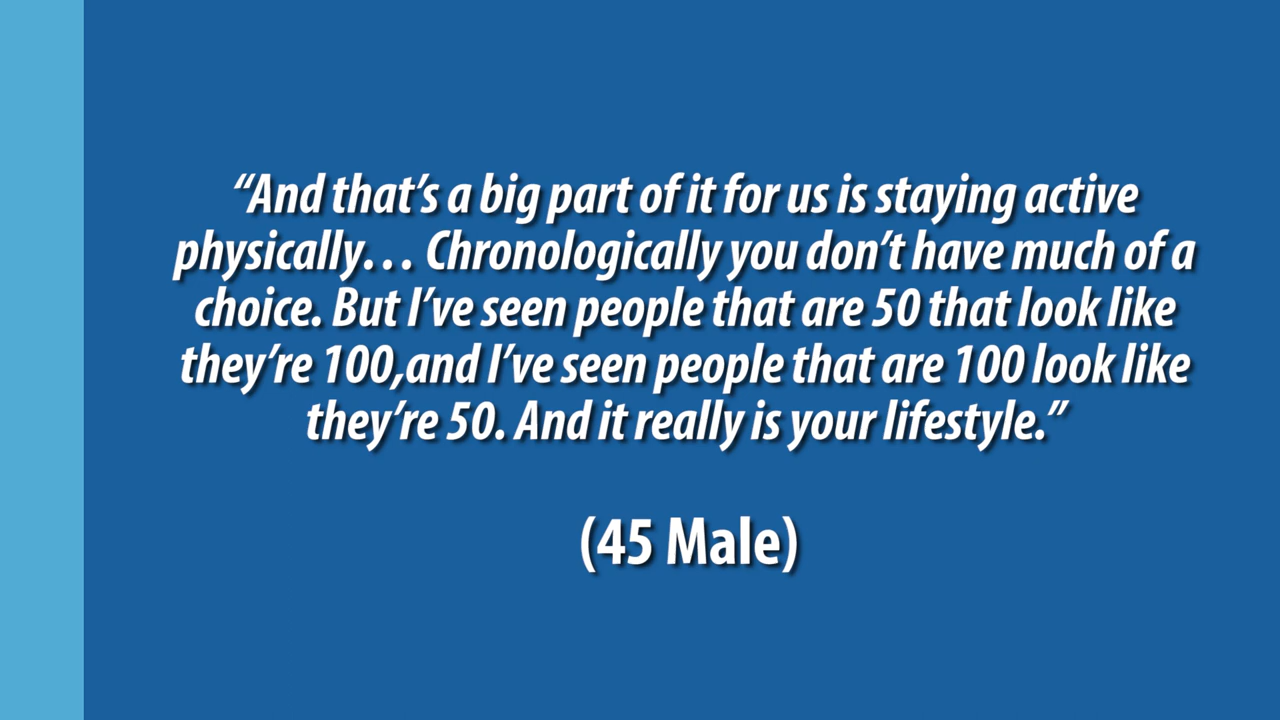 “And that’s a big part of it for us is staying active
physically… Chronologically you don’t have much of a
choice. But I’ve seen people that are 50 that look like
they’re 100,and I’ve seen people that are 100 look like
they’re 50. And it really is your lifestyle.”
(45 Male)